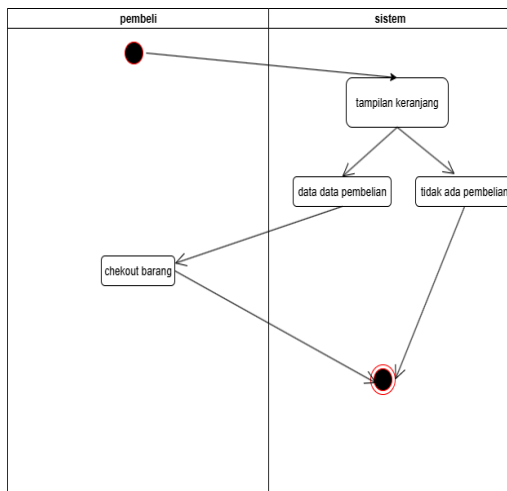 pembeli
sistem
tampilan keranjang
data data pembelian
tidak ada pembelian
chekout barang